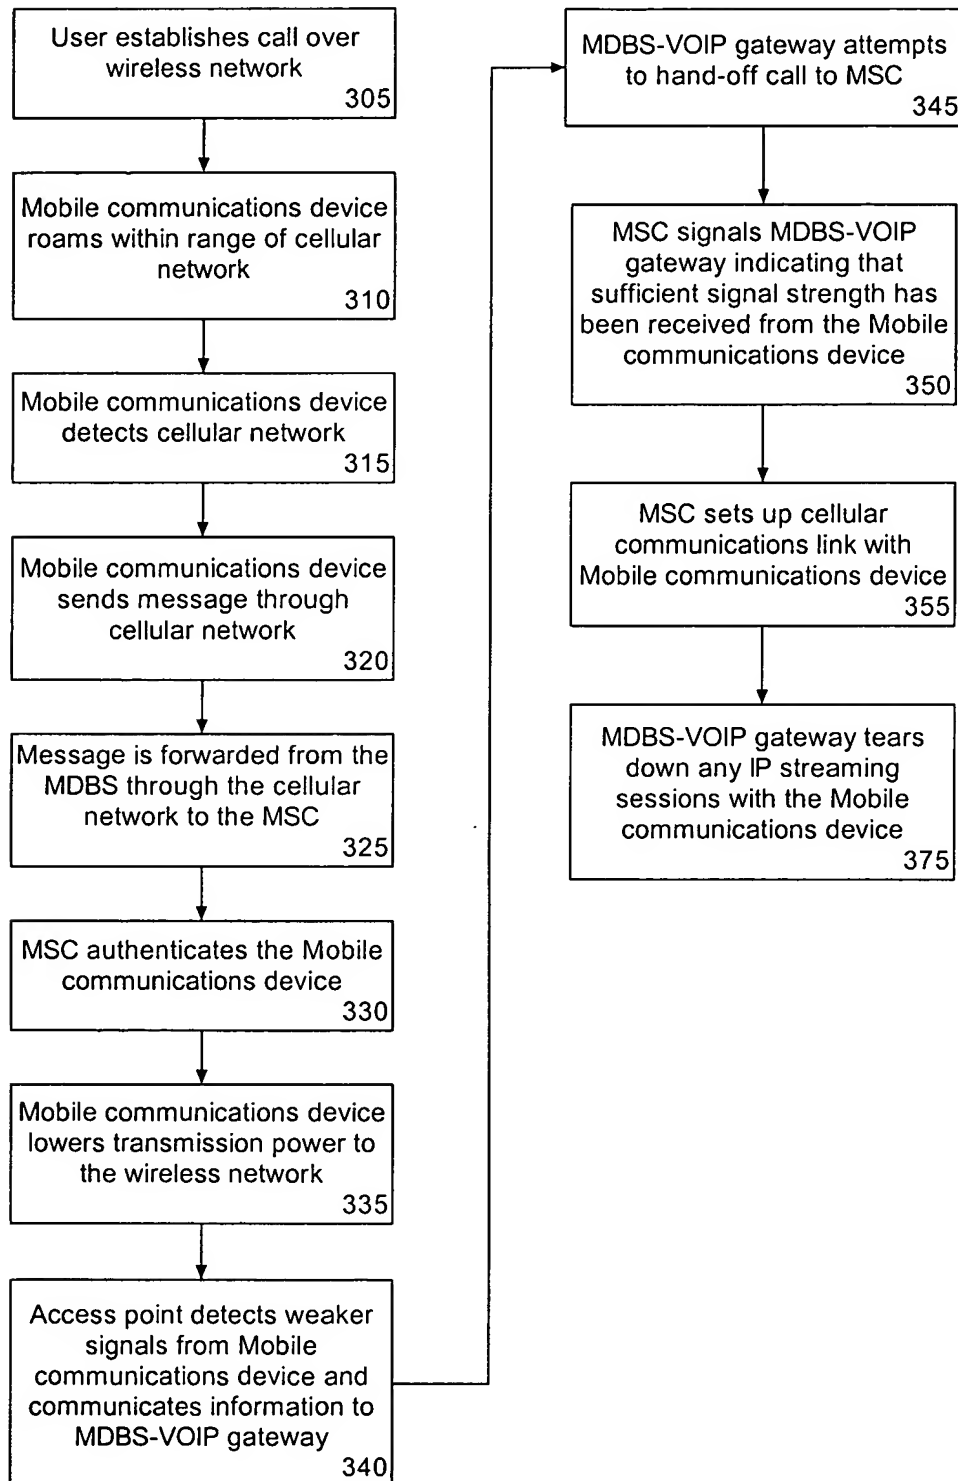 User establishes call over
wireless network
305
Mobile communications device
roams within range of cellular
network
310
Mobile communications device
detects cellular network
315
Mobile communications device
sends message through
cellular network
320
Message is forwarded from the
MDBS through the cellular
network to the MSC
325
MSC authenticates the Mobile
communications device
330
Mobile communications device
lowers transmission power to
the wireless network
335
Access point detects weaker
signals from Mobile
communications device and
communicates information to
MDBS-VOIP gateway
340
MDBS-VOIP gateway attempts
to hand-off call to MSC
345
MSC signals MDBS-VOIP
gateway indicating that
sufficient signal strength has
been received from the Mobile
communications device
350
MSC sets up cellular
communications link with
Mobile communications device
355
MDBS-VOIP gateway tears
down any IP streaming
sessions with the Mobile
communications device
375